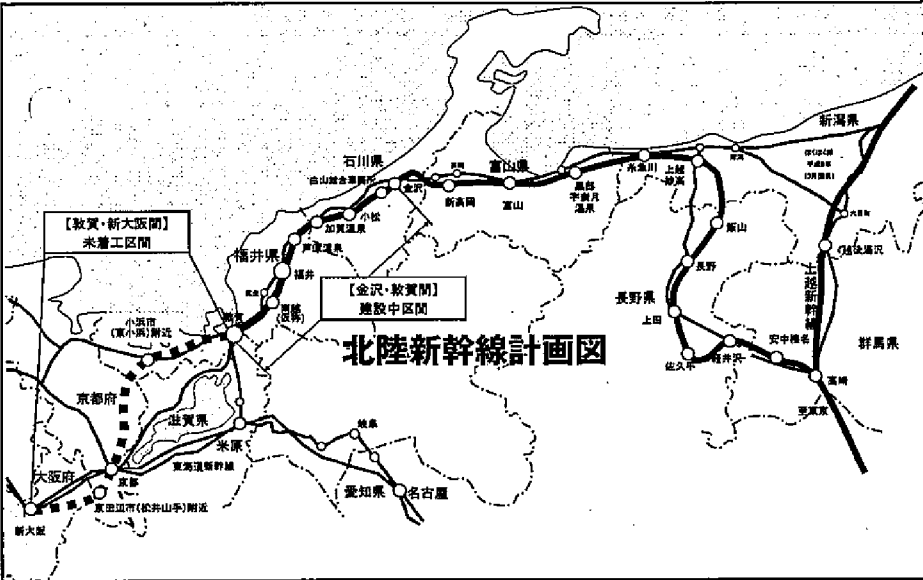 北陸新幹線計画図
【敦賀・新大阪間】
未着工区間
【金沢・敦賀間】
建設中区間
新潟県
石川県
富山県
福井県
長野県
群馬県
京都府
滋賀県
大阪府
愛知県
上越新幹線
東海道新幹線
白山総合車両所
金沢
新高岡
富山
黒部
宇奈月
温泉
糸魚川
上越
妙高
飯山
長野
上田
佐久平
軽井沢
安中榛名
高崎
至東京
越後湯沢
六日町
小松
加賀温泉
芦原温泉
福井
南越
(仮称)
敦賀
小浜市
(東小浜)附近
京都
京田辺市(松井山手)附近
新大阪
米原
岐阜
名古屋